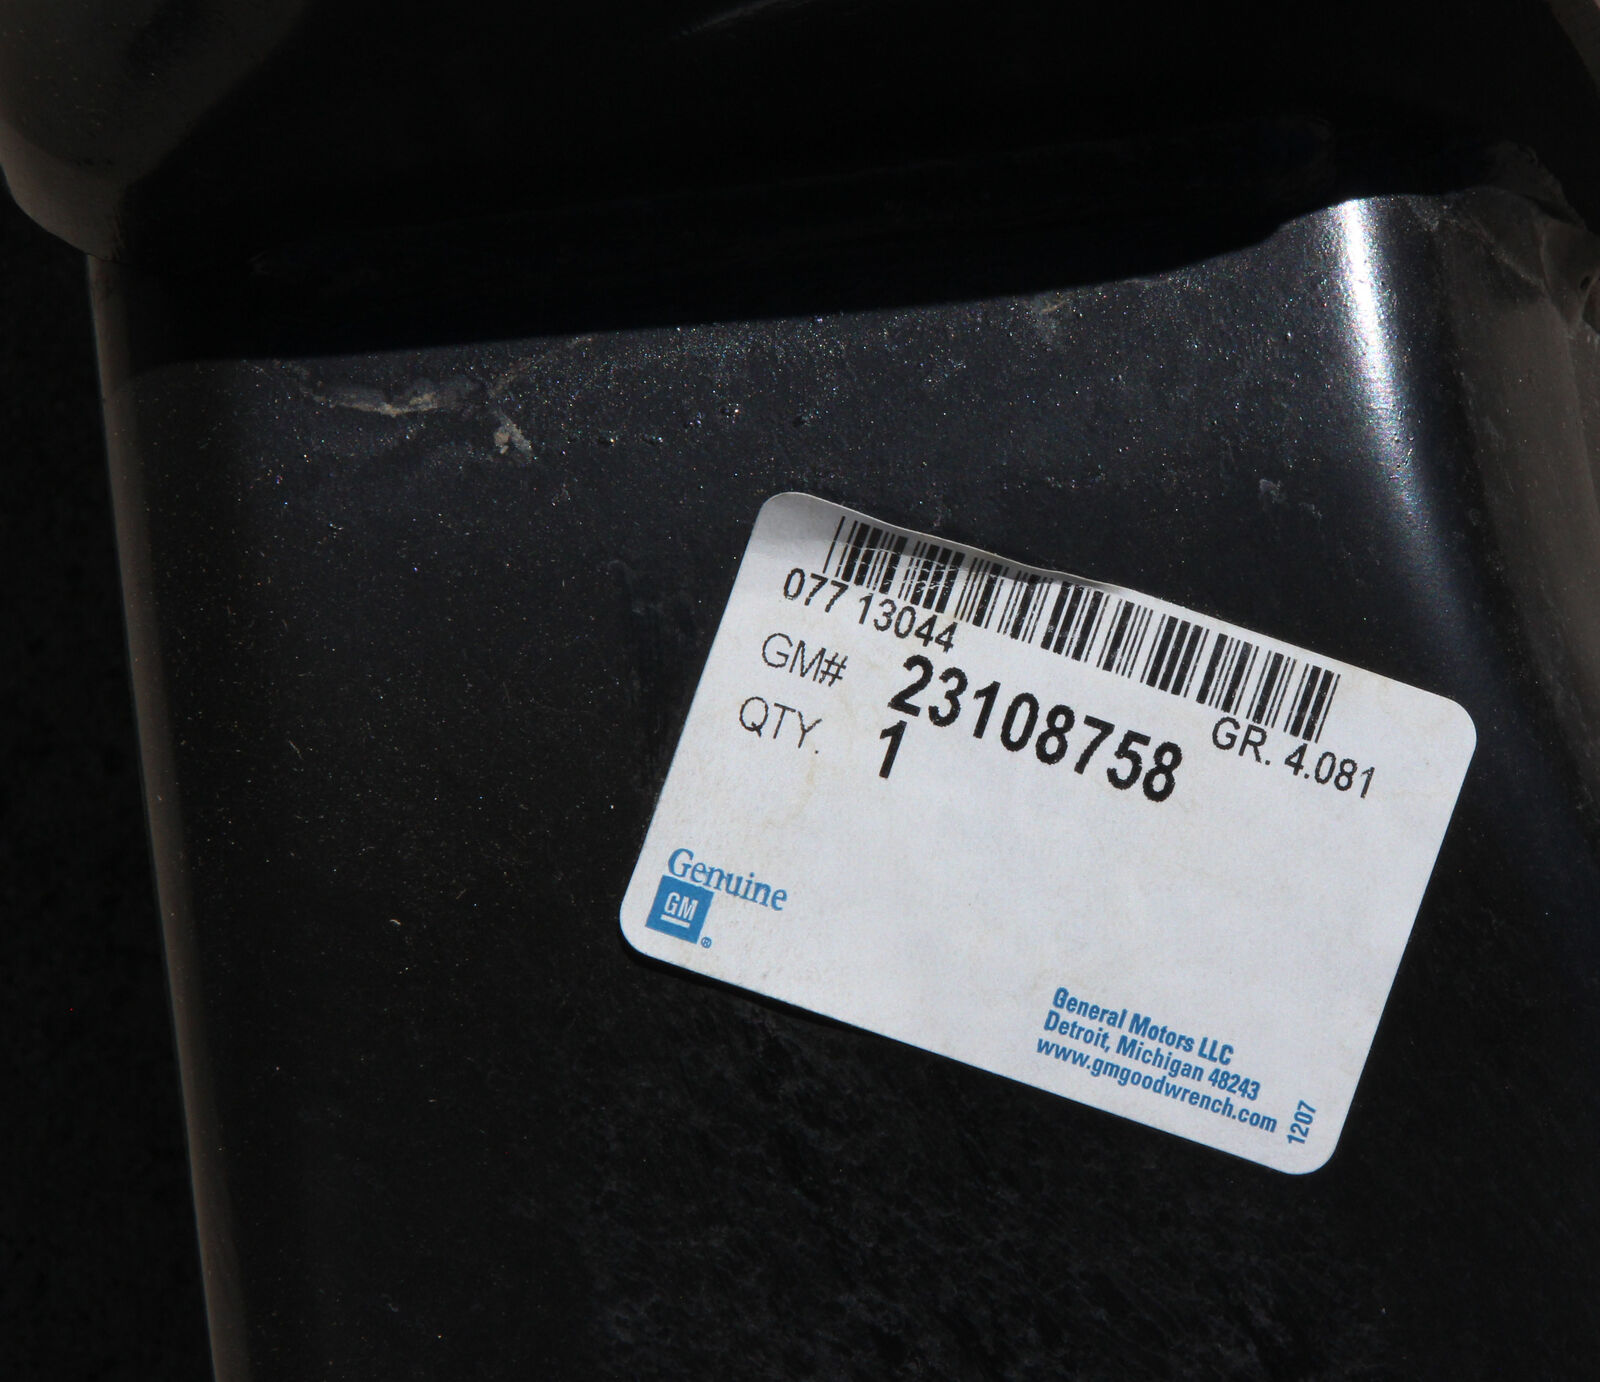 077 13044
GM# 23108758 GR. 4.081
QTY. 1
Genuine
GM ®
General Motors LLC
Detroit, Michigan 48243
www.gmgoodwrench.com
1207